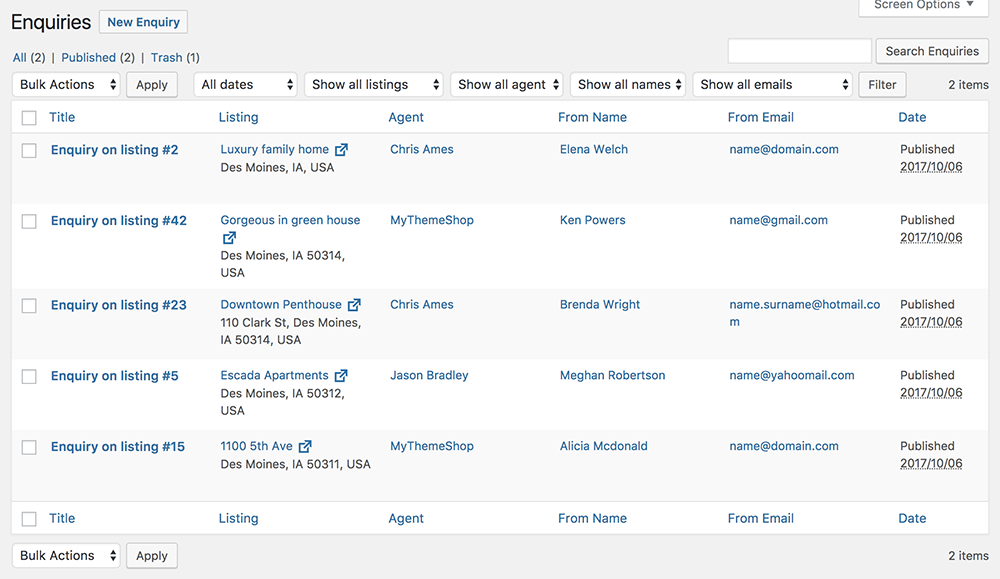 Screen Options
Enquiries New Enquiry
All (2) | Published (2) | Trash (1)
Search Enquiries
Bulk Actions Apply All dates Show all listings Show all agent Show all names Show all emails Filter 2 items
Title Listing Agent From Name From Email Date
Enquiry on listing #2 Luxury family home Chris Ames Elena Welch name@domain.com Published
Des Moines, IA, USA 2017/10/06
Enquiry on listing #42 Gorgeous in green house MyThemeShop Ken Powers name@gmail.com Published
2017/10/06
Des Moines, IA 50314,
USA
Enquiry on listing #23 Downtown Penthouse Chris Ames Brenda Wright name.surname@hotmail.co Published
110 Clark St, Des Moines, m 2017/10/06
IA 50314, USA
Enquiry on listing #5 Escada Apartments Jason Bradley Meghan Robertson name@yahoomail.com Published
Des Moines, IA 50312, 2017/10/06
USA
Enquiry on listing #15 1100 5th Ave MyThemeShop Alicia Mcdonald name@domain.com Published
Des Moines, IA 50311, USA 2017/10/06
Title Listing Agent From Name From Email Date
Bulk Actions Apply 2 items